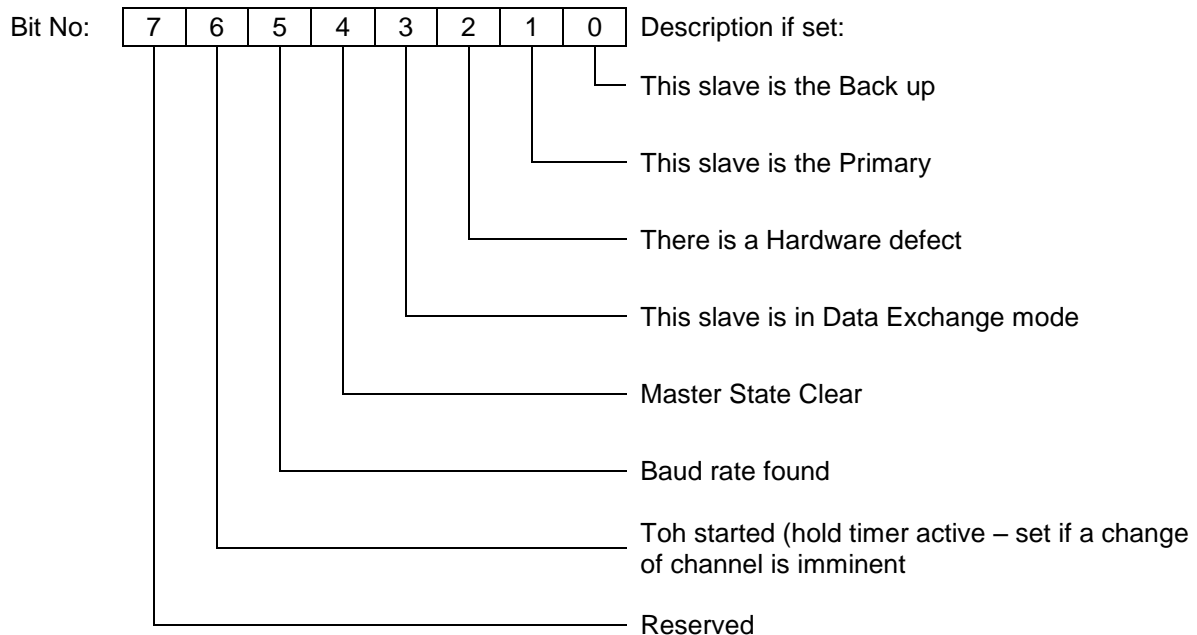 Bit No: 7 6 5 4 3 2 1 0 Description if set:
This slave is the Back up
This slave is the Primary
There is a Hardware defect
This slave is in Data Exchange mode
Master State Clear
Baud rate found
Toh started (hold timer active – set if a change
of channel is imminent
Reserved